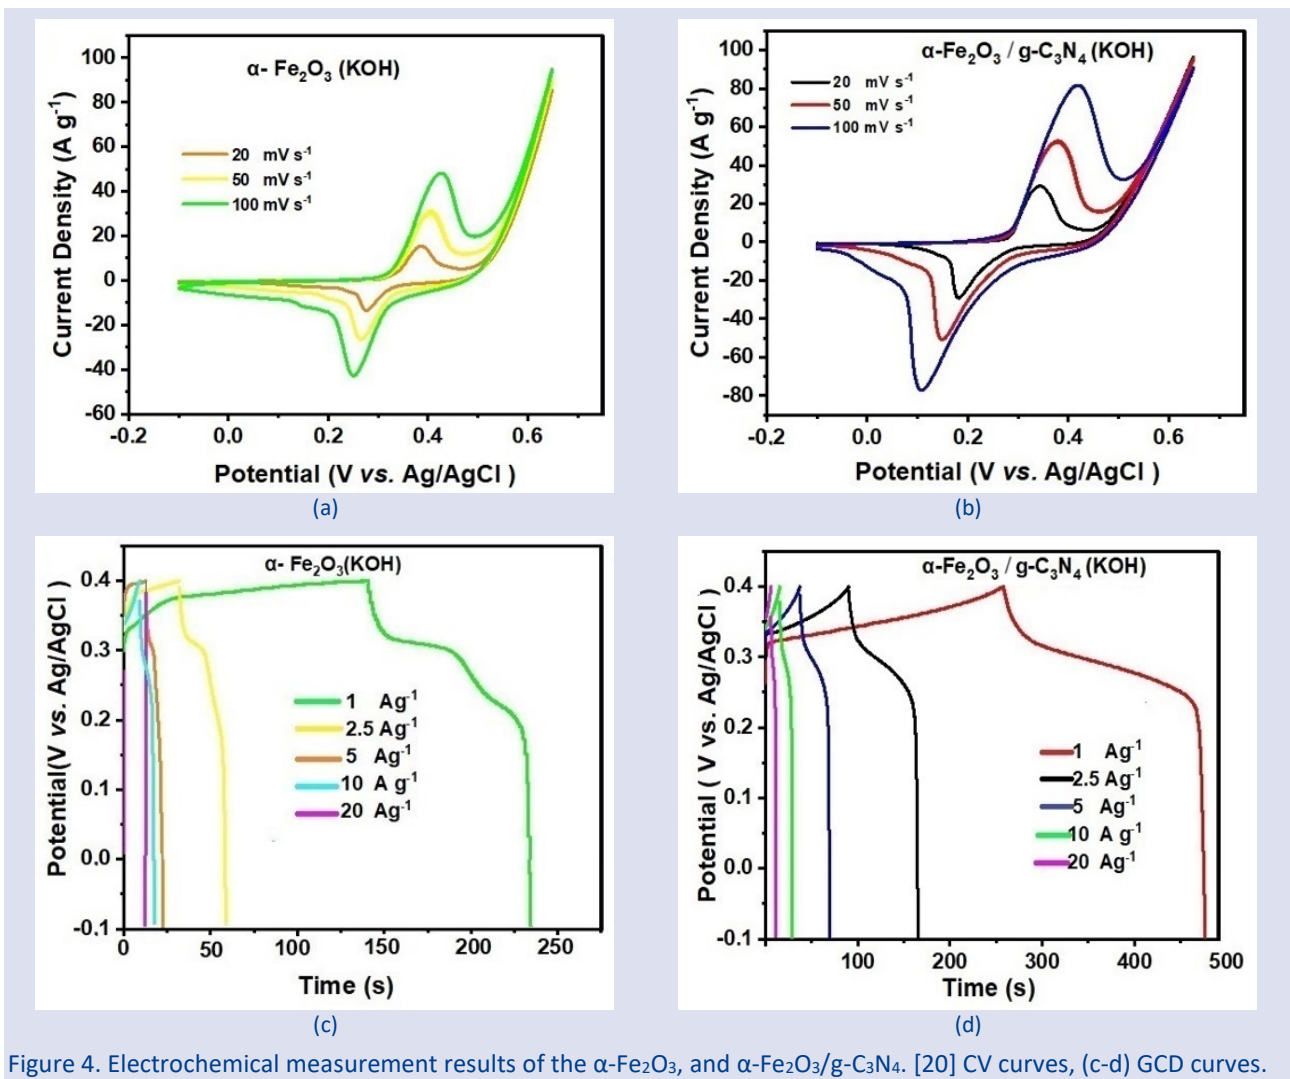 α- Fe₂O₃ (KOH)
20 mV s⁻¹
50 mV s⁻¹
100 mV s⁻¹
100
80
60
40
20
0
-20
-40
-60
-0.2
0.0
0.2
0.4
0.6
Current Density (A g⁻¹)
Potential (V vs. Ag/AgCl )
(a)
α-Fe₂O₃ / g-C₃N₄ (KOH)
20 mV s⁻¹
50 mV s⁻¹
100 mV s⁻¹
100
80
60
40
20
0
-20
-40
-60
-80
-0,2
0.0
0.2
0.4
0.6
Current Density (A g⁻¹)
Potential (V vs. Ag/AgCl )
(b)
α- Fe₂O₃(KOH)
1 Ag⁻¹
2.5 Ag⁻¹
5 Ag⁻¹
10 A g⁻¹
20 Ag⁻¹
0.4
0.3
0.2
0.1
0.0
-0.1
0
50
100
150
200
250
Potential(V vs. Ag/AgCl)
Time (s)
(c)
α-Fe₂O₃ / g-C₃N₄ (KOH)
1 Ag⁻¹
2.5 Ag⁻¹
5 Ag⁻¹
10 A g⁻¹
20 Ag⁻¹
0.4
0.3
0.2
0.1
0.0
-0.1
100
200
300
400
500
Potential ( V vs. Ag/AgCl)
Time (s)
(d)
Figure 4. Electrochemical measurement results of the α-Fe₂O₃, and α-Fe₂O₃/g-C₃N₄. [20] CV curves, (c-d) GCD curves.